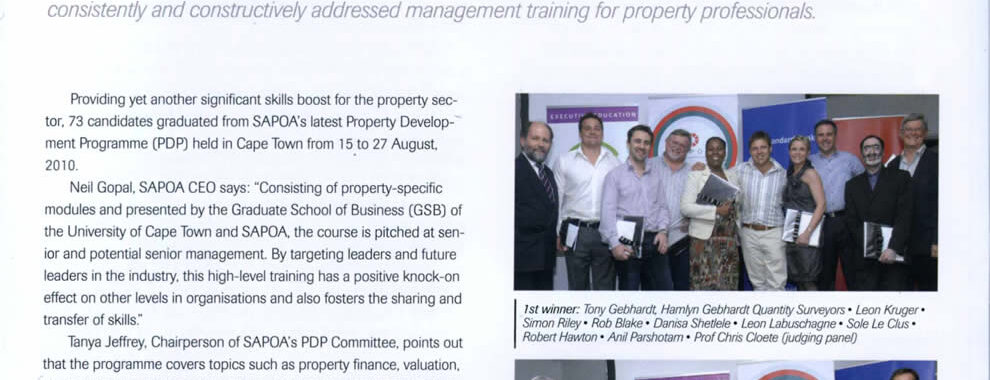 consistently and constructively addressed management training for property professionals.
Providing yet another significant skills boost for the property sec-
tor, 73 candidates graduated from SAPOA's latest Property Develop-
ment Programme (PDP) held in Cape Town from 15 to 27 August,
2010.
Neil Gopal, SAPOA CEO says: "Consisting of property-specific
modules and presented by the Graduate School of Business (GSB) of
the University of Cape Town and SAPOA, the course is pitched at sen-
ior and potential senior management. By targeting leaders and future
leaders in the industry, this high-level training has a positive knock-on
effect on other levels in organisations and also fosters the sharing and
transfer of skills."
Tanya Jeffrey, Chairperson of SAPOA's PDP Committee, points out
that the programme covers topics such as property finance, valuation,
EXECUTIVE EDUCATION
1st winner: Tony Gebhardt, Hamlyn Gebhardt Quantity Surveyors • Leon Kruger •
Simon Riley • Rob Blake • Danisa Shetlele • Leon Labuschagne • Sole Le Clus •
Robert Hawton • Anil Parshotam • Prof Chris Cloete (judging panel)